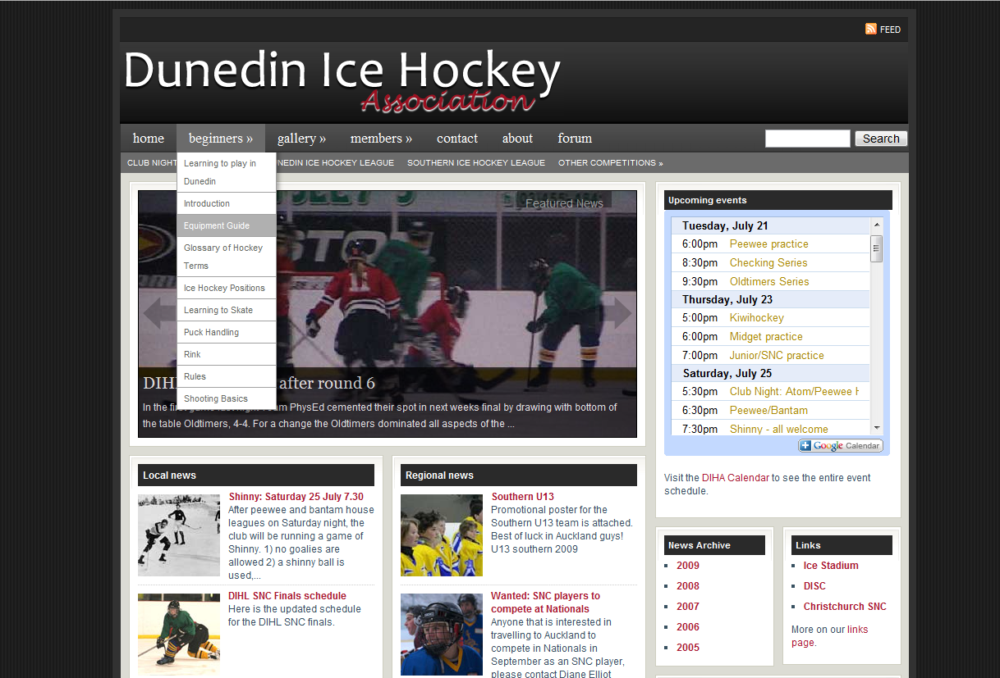 FEED
Dunedin Ice Hockey
Association
home
beginners »
gallery »
members »
contact
about
forum
Search
CLUB NIGHT
NEDIN ICE HOCKEY LEAGUE
SOUTHERN ICE HOCKEY LEAGUE
OTHER COMPETITIONS »
Learning to play in
Dunedin
Introduction
Equipment Guide
Glossary of Hockey
Terms
Ice Hockey Positions
Learning to Skate
Puck Handling
Rink
Rules
Shooting Basics
Featured News
STON
DIHL after round 6
In the fi PhysEd cemented their spot in next weeks final by drawing with bottom of
the table Oldtimers, 4-4. For a change the Oldtimers dominated all aspects of the ...
Upcoming events
Tuesday, July 21
6:00pm Peewee practice
8:30pm Checking Series
9:30pm Oldtimers Series
Thursday, July 23
5:00pm Kiwihockey
6:00pm Midget practice
7:00pm Junior/SNC practice
Saturday, July 25
5:30pm Club Night: Atom/Peewee H
6:30pm Peewee/Bantam
7:30pm Shinny - all welcome
Google Calendar
Visit the DIHA Calendar to see the entire event
schedule.
Local news
Shinny: Saturday 25 July 7.30
After peewee and bantam house
leagues on Saturday night, the
club will be running a game of
Shinny. 1) no goalies are
allowed 2) a shinny ball is
used,...
DIHL SNC Finals schedule
Here is the updated schedule
for the DIHL SNC finals.
Regional news
Southern U13
Promotional poster for the
Southern U13 team is attached.
Best of luck in Auckland guys!
U13 southern 2009
Wanted: SNC players to
compete at Nationals
Anyone that is interested in
travelling to Auckland to
compete in Nationals in
September as an SNC player,
please contact Diane Elliot
News Archive
2009
2008
2007
2006
2005
Links
Ice Stadium
DISC
Christchurch SNC
More on our links
page.